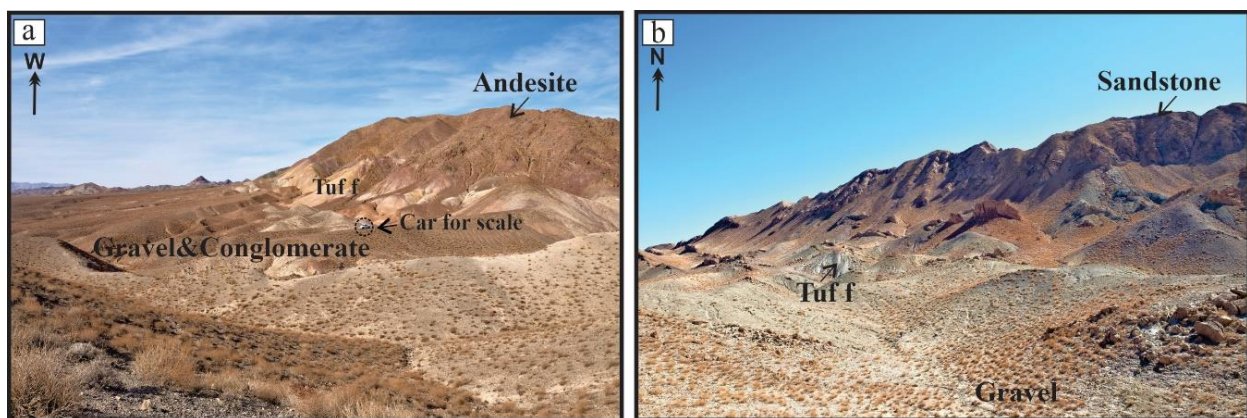 a
W
Andesite
Tuf f
Car for scale
Gravel&Conglomerate
b
N
Sandstone
Tuf f
Gravel